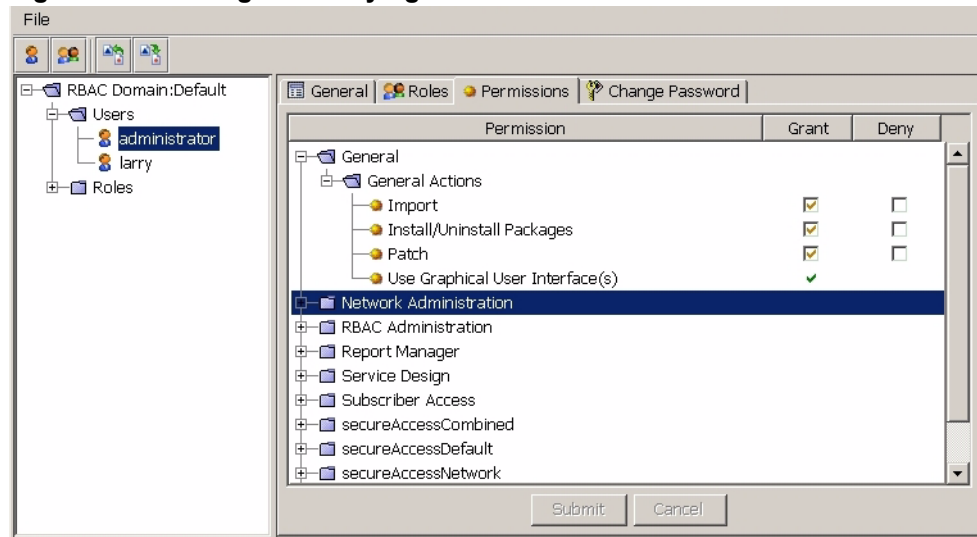 File
RBAC Domain:Default
Users
administrator
larry
Roles
General
Roles
Permissions
Change Password
Permission
Grant
Deny
General
General Actions
Import
Install/Uninstall Packages
Patch
Use Graphical User Interface(s)
Network Administration
RBAC Administration
Report Manager
Service Design
Subscriber Access
secureAccessCombined
secureAccessDefault
secureAccessNetwork
Submit
Cancel